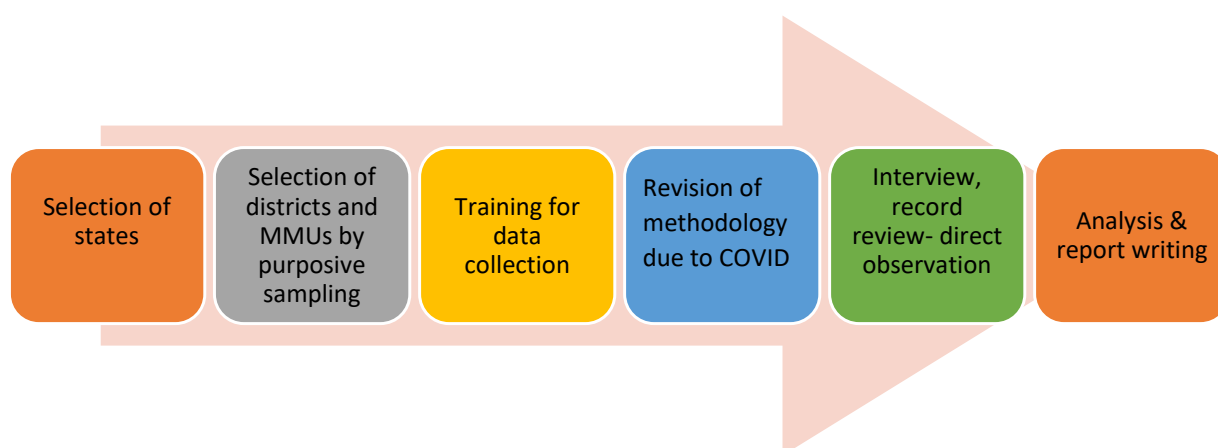 Selection of
states
Selection of
districts and
MMUs by
purposive
sampling
Training for
data
collection
Revision of
methodology
due to COVID
Interview,
record
review- direct
observation
Analysis &
report writing